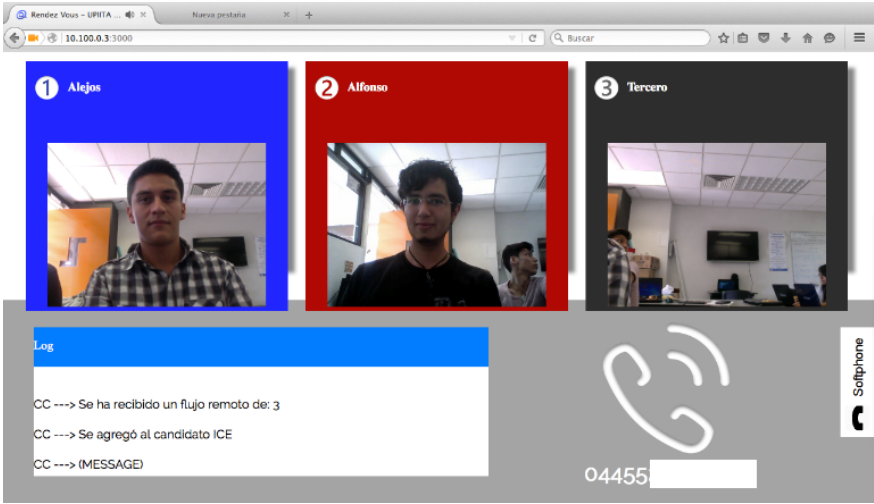 Rendez Vous - UPIITA ...
Nueva pestaña
10.100.0.3:3000
Buscar
1 Alejos
2 Alfonso
3 Tercero
Log
CC ---> Se ha recibido un flujo remoto de: 3
CC ---> Se agregó al candidato ICE
CC ---> (MESSAGE)
Softphone
04455